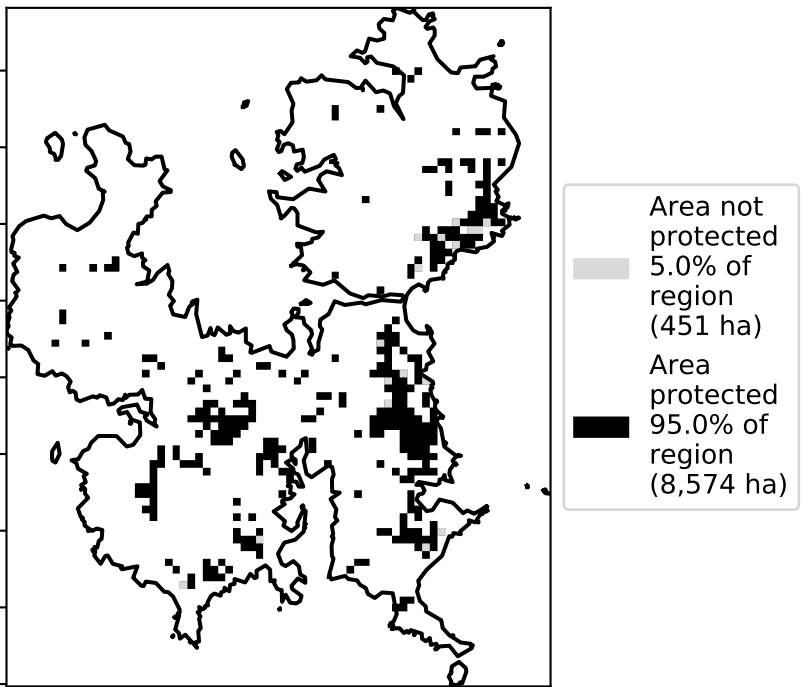 Area not
protected
5.0% of
region
(451 ha)
Area
protected
95.0% of
region
(8,574 ha)